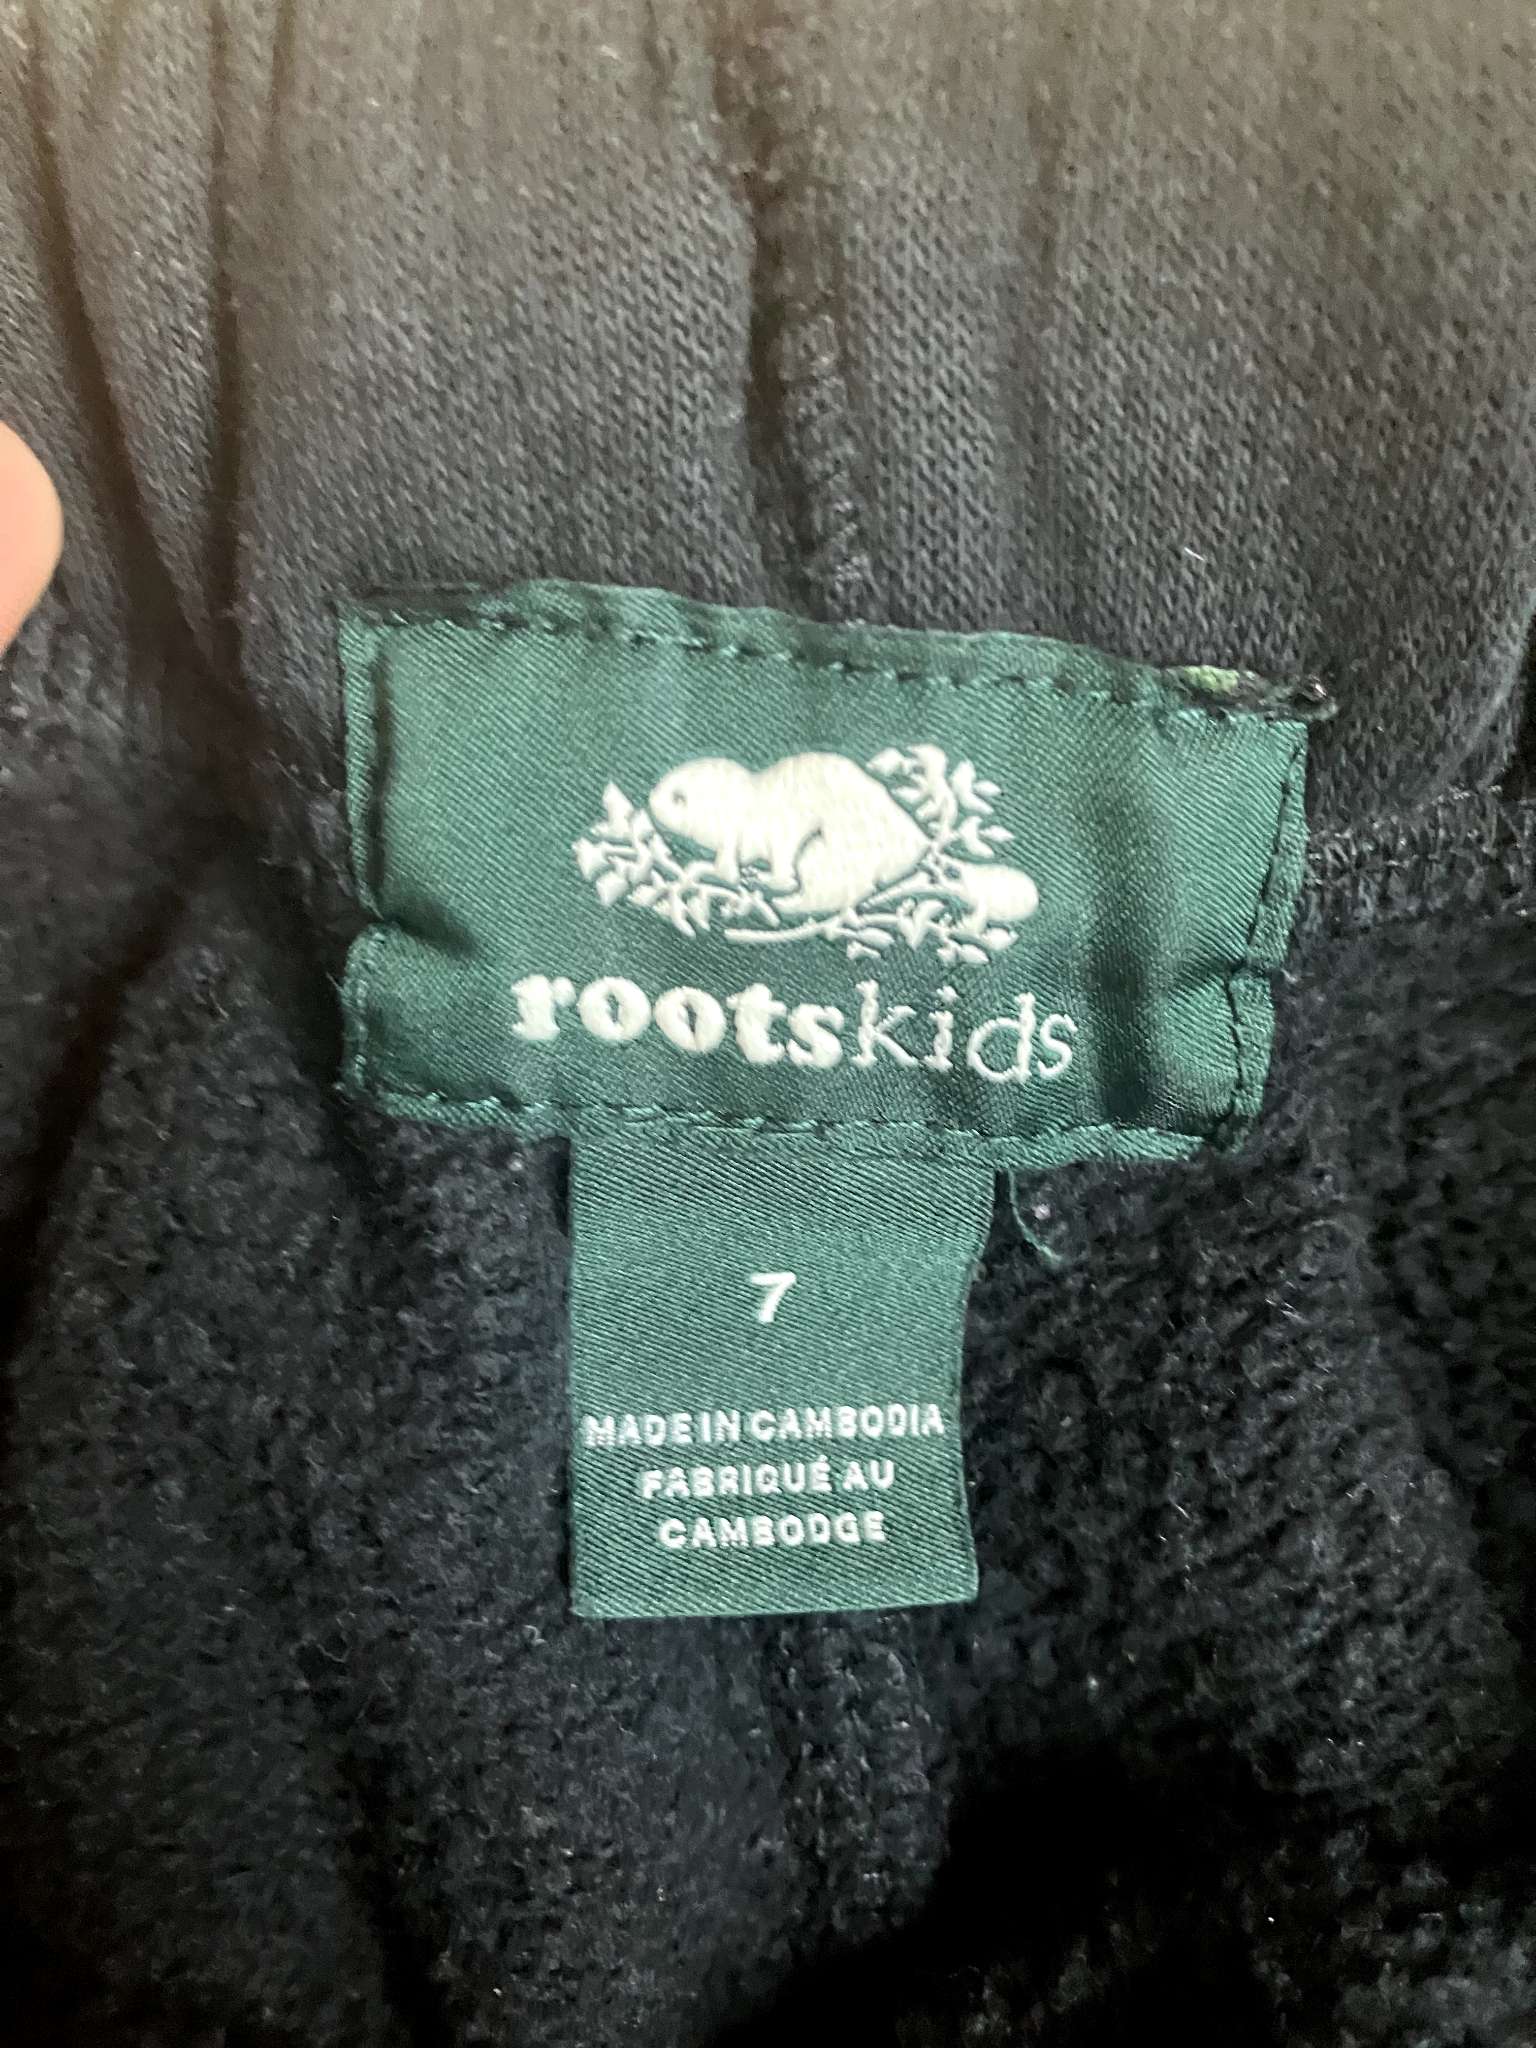 rootskids
7
MADE IN CAMBODIA
FABRIQUÉ AU
CAMBODGE